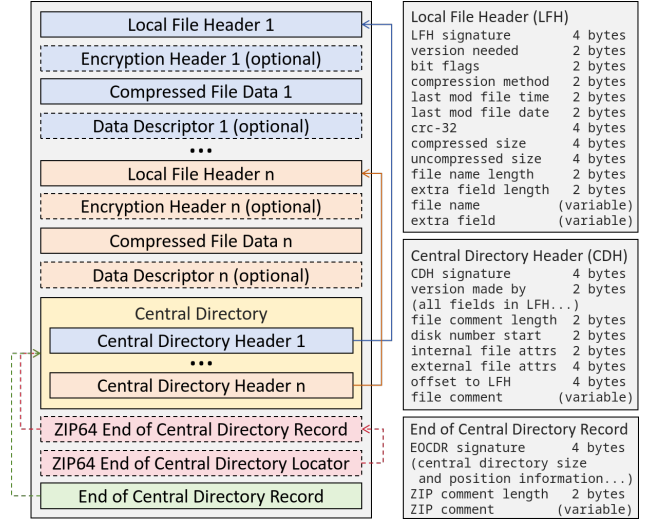 Local File Header 1
Encryption Header 1 (optional)
Compressed File Data 1
Data Descriptor 1 (optional)
•••
Local File Header n
Encryption Header n (optional)
Compressed File Data n
Data Descriptor n (optional)
Central Directory
Central Directory Header 1
•••
Central Directory Header n
ZIP64 End of Central Directory Record
ZIP64 End of Central Directory Locator
End of Central Directory Record
Local File Header (LFH)
LFH signature 4 bytes
version needed 2 bytes
bit flags 2 bytes
compression method 2 bytes
last mod file time 2 bytes
last mod file date 2 bytes
crc-32 4 bytes
compressed size 4 bytes
uncompressed size 4 bytes
file name length 2 bytes
extra field length 2 bytes
file name (variable)
extra field (variable)
Central Directory Header (CDH)
CDH signature 4 bytes
version made by 2 bytes
(all fields in LFH...)
file comment length 2 bytes
disk number start 2 bytes
internal file attrs 2 bytes
external file attrs 4 bytes
offset to LFH 4 bytes
file comment (variable)
End of Central Directory Record
EOCDR signature 4 bytes
(central directory size
and position information...)
ZIP comment length 2 bytes
ZIP comment (variable)